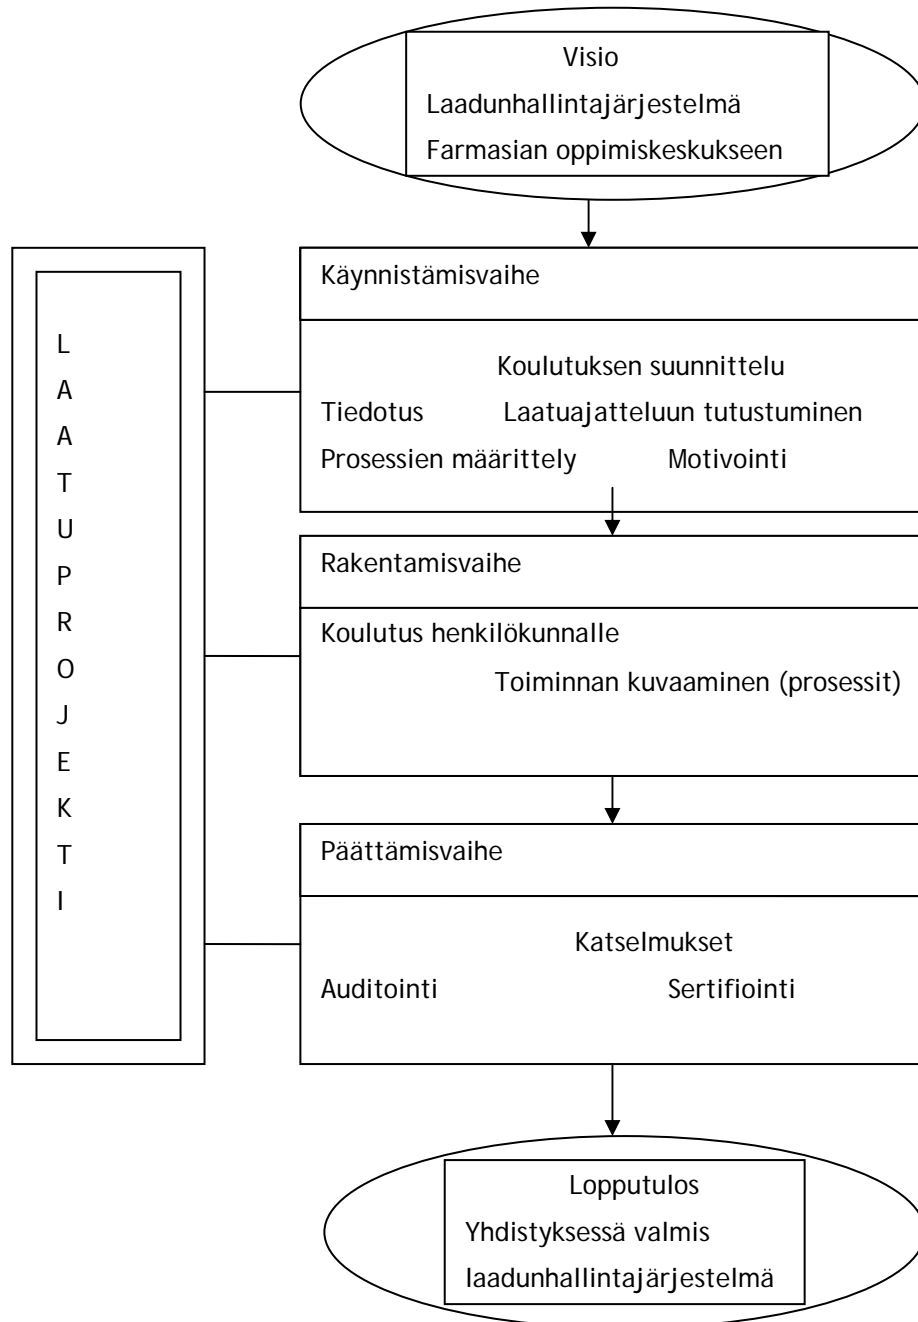 Visio
Laadunhallintajärjestelmä
Farmasian oppimiskeskukseen
LAATUPROJEKTI
Käynnistämisvaihe
Koulutuksen suunnittelu
Tiedotus Laatuajatteluun tutustuminen
Prosessien määrittely Motivointi
Rakentamisvaihe
Koulutus henkilökunnalle
Toiminnan kuvaaminen (prosessit)
Päättämisvaihe
Katselmukset
Auditointi Sertifiointi
Lopputulos
Yhdistyksessä valmis
laadunhallintajärjestelmä